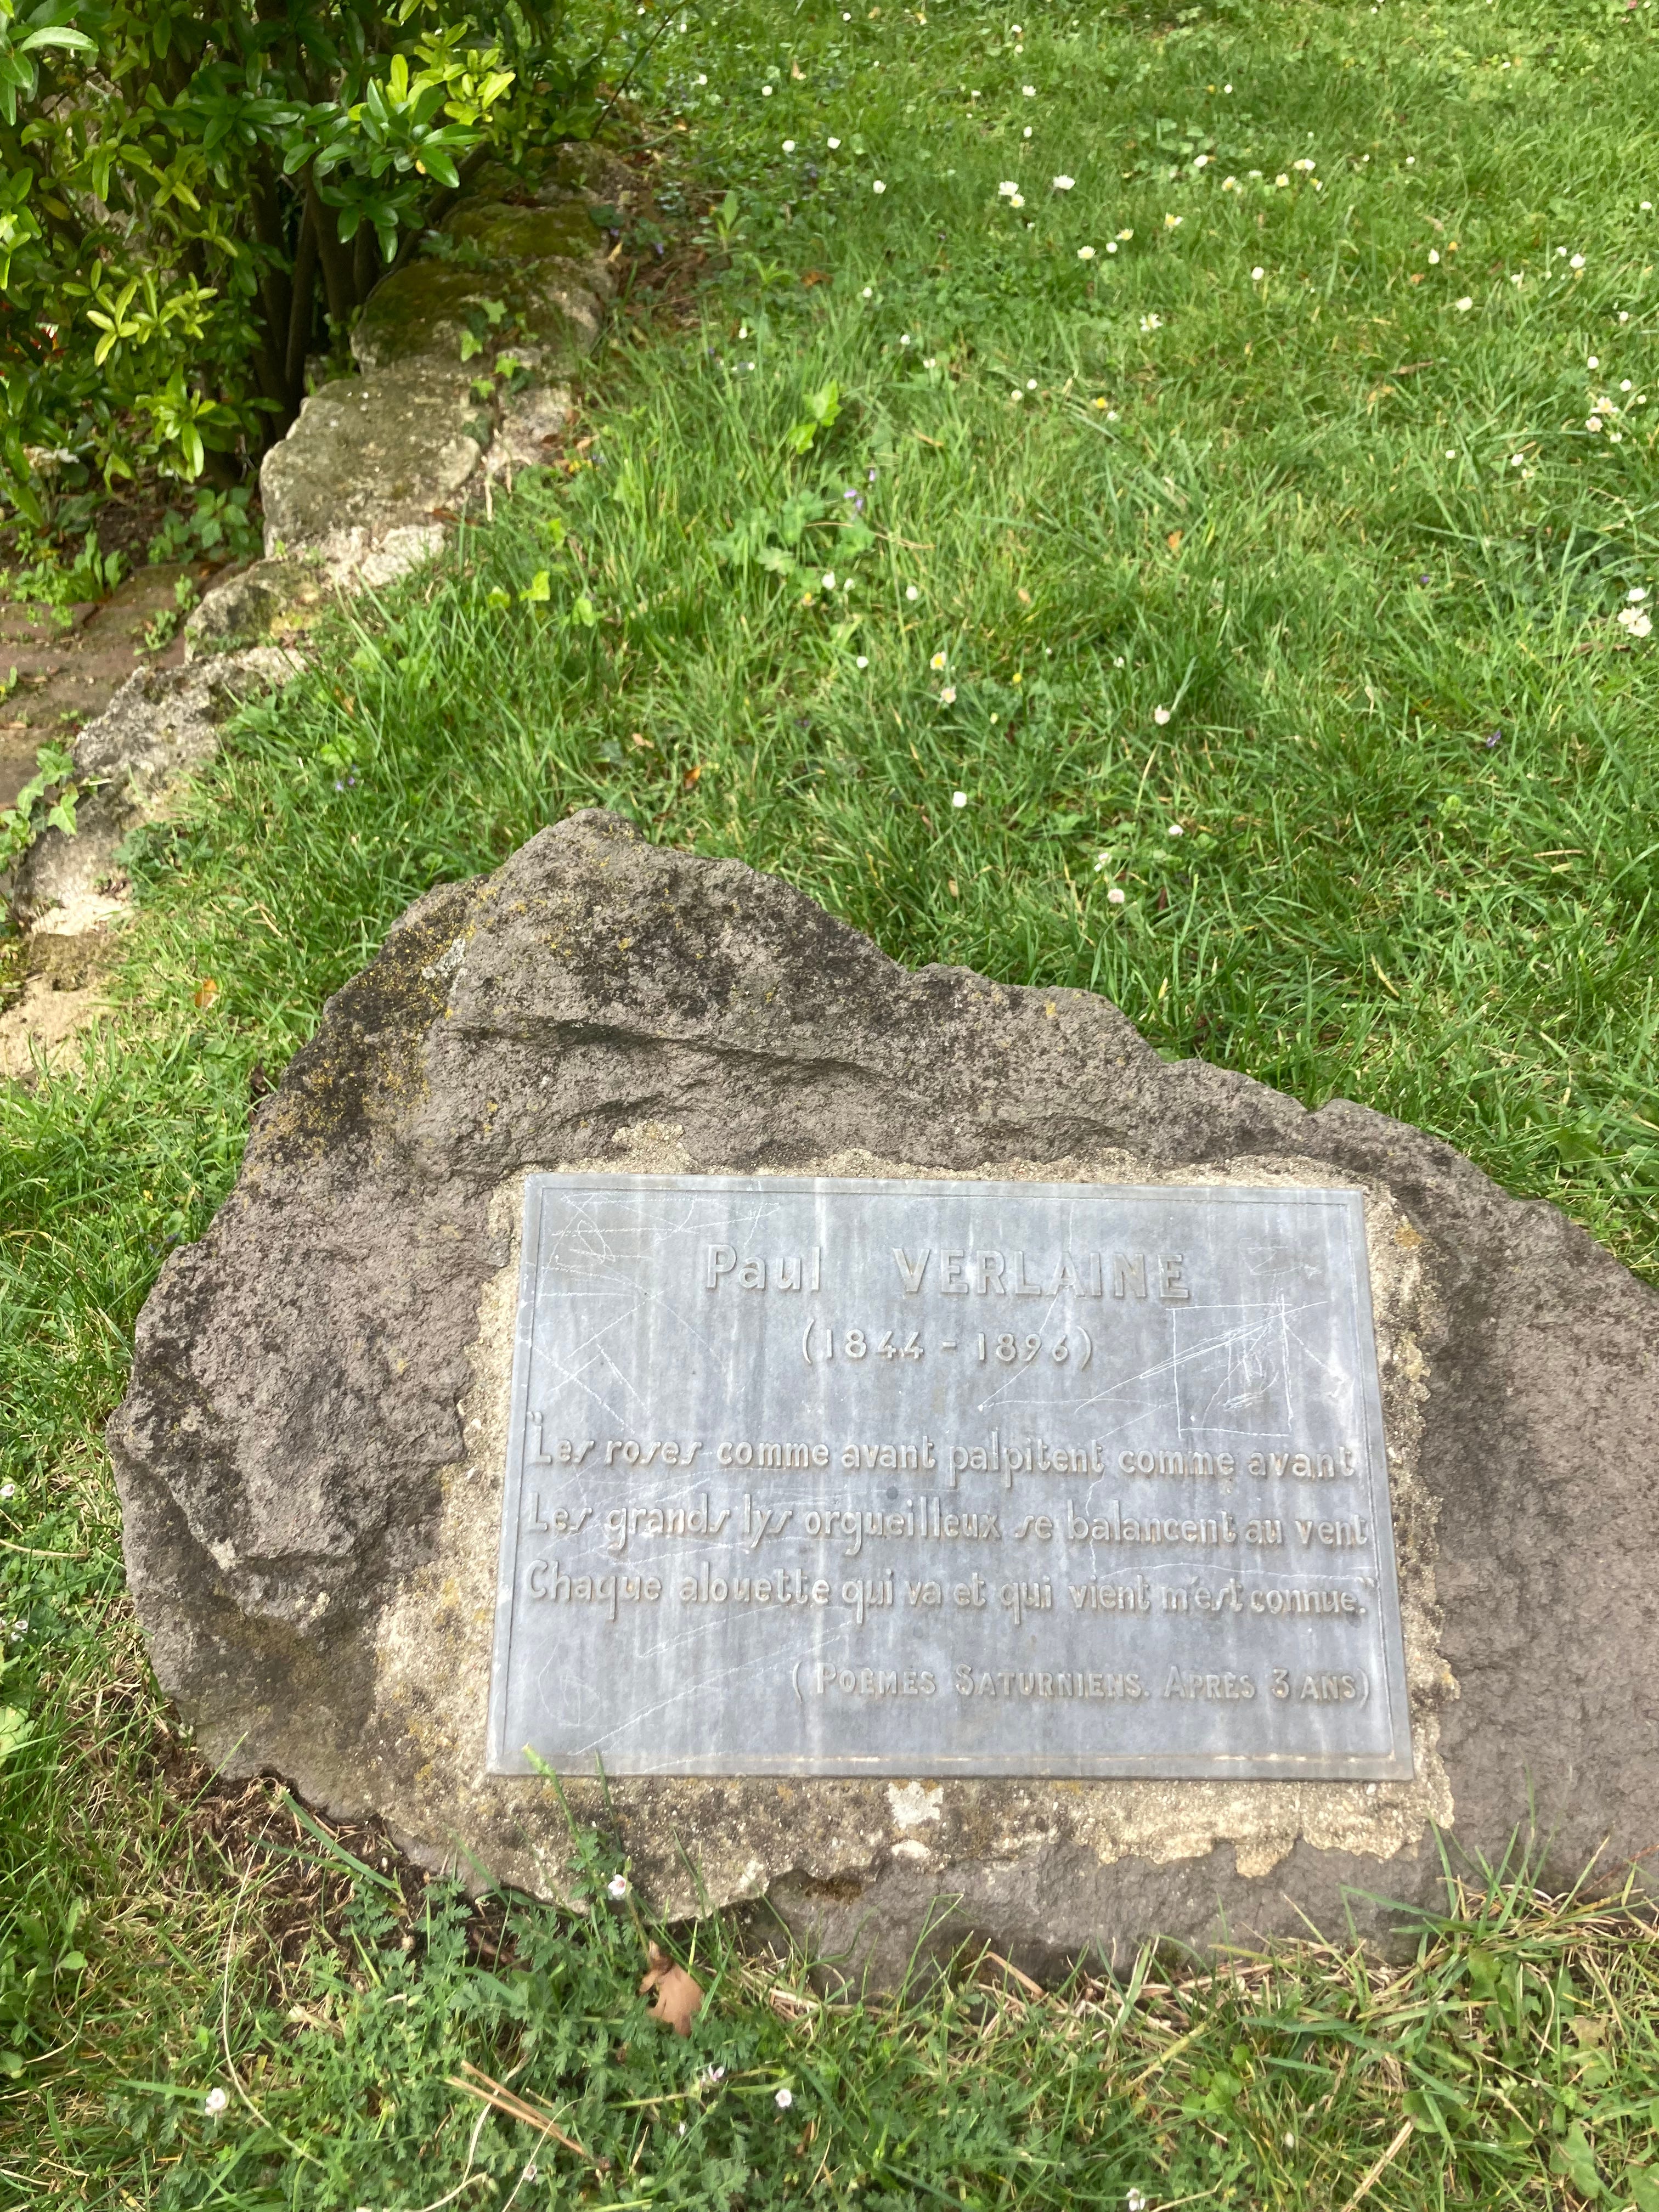 Paul VERLAINE
(1844 - 1896)
"Les roses comme avant palpitent comme avant
Les grands lys orgueilleux se balancent au vent
Chaque alouette qui va et qui vient m'est connue."
(POÈMES SATURNIENS. APRÈS 3 ANS)